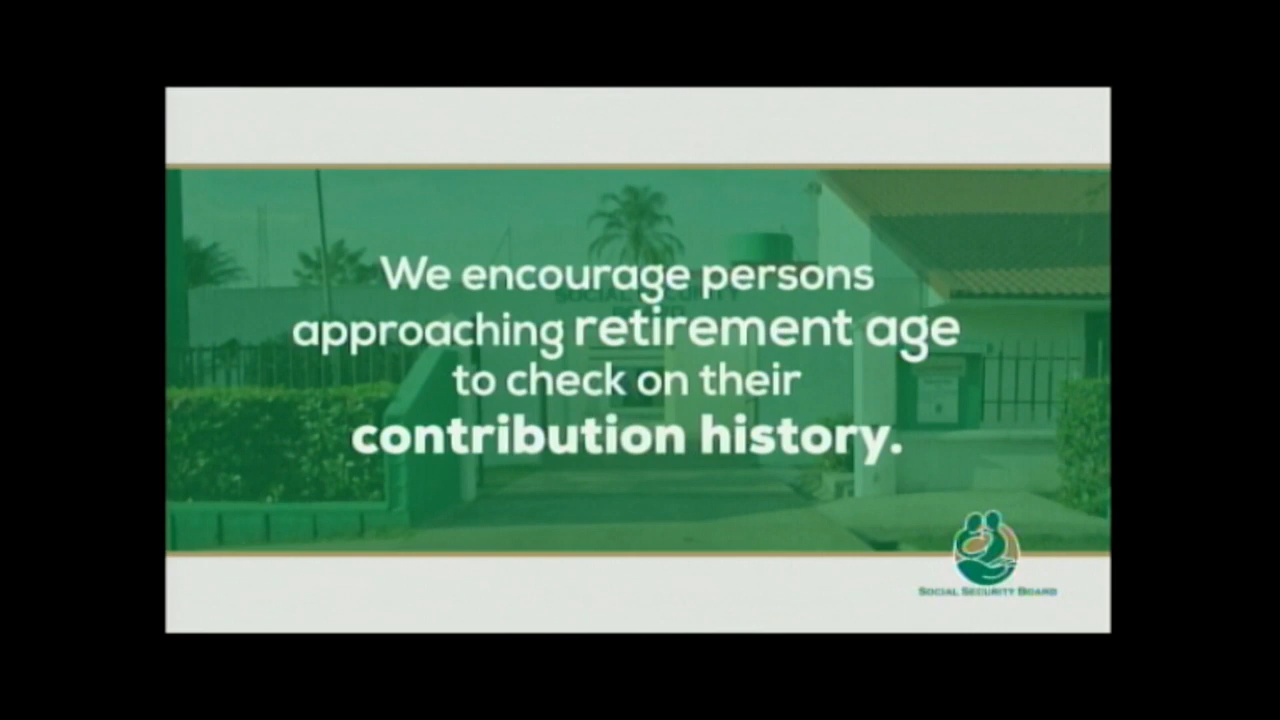 We encourage persons
approaching retirement age
to check on their
contribution history.
SOCIAL SECURITY BOARD